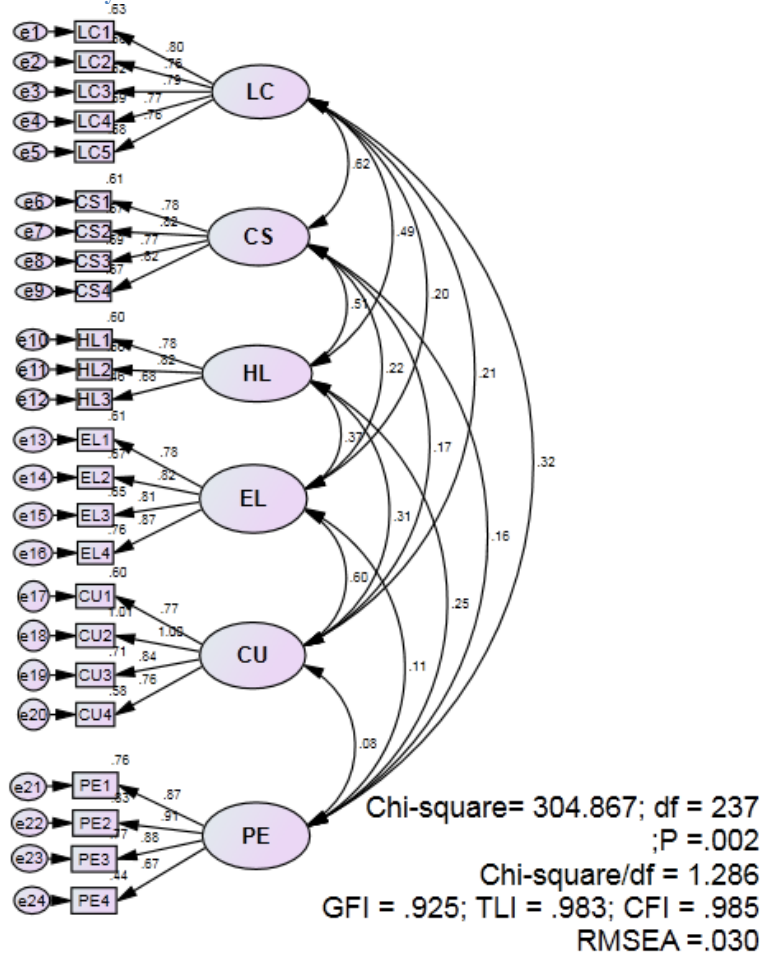 .63
e1 LC1
.80
e2 LC2
.76
e3 LC3
.79
e4 LC4
.77
e5 LC5
.76
LC
.62
.61
e6 CS1
.78
e7 CS2
.82
e8 CS3
.77
e9 CS4
.82
CS
.49
.20
.51
.60
e10 HL1
.78
e11 HL2
.82
e12 HL3
.68
HL
.22
.21
.17
.37
.32
.61
e13 EL1
.78
e14 EL2
.82
e15 EL3
.81
.76
e16 EL4
.87
EL
.31
.16
.60
.60
e17 CU1
.77
1.01
e18 CU2
1.00
.71
e19 CU3
.84
.58
e20 CU4
.76
CU
.25
.11
.08
.76
e21 PE1
.87
.83
e22 PE2
.91
.77
e23 PE3
.88
.44
e24 PE4
.67
PE
Chi-square= 304.867; df = 237
;P =.002
Chi-square/df = 1.286
GFI = .925; TLI = .983; CFI = .985
RMSEA =.030